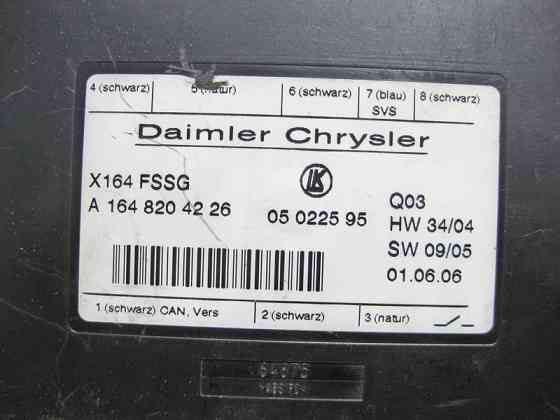 4 (schwarz) 5 (natur) 6 (schwarz) 7 (blau) 8 (schwarz)
SVS
Daimler Chrysler
X164 FSSG LK Q03
A 164 820 42 26 05 0225 95 HW 34/04
SW 09/05
01.06.06
1 (schwarz) CAN, Vers 2 (schwarz) 3 (natur)